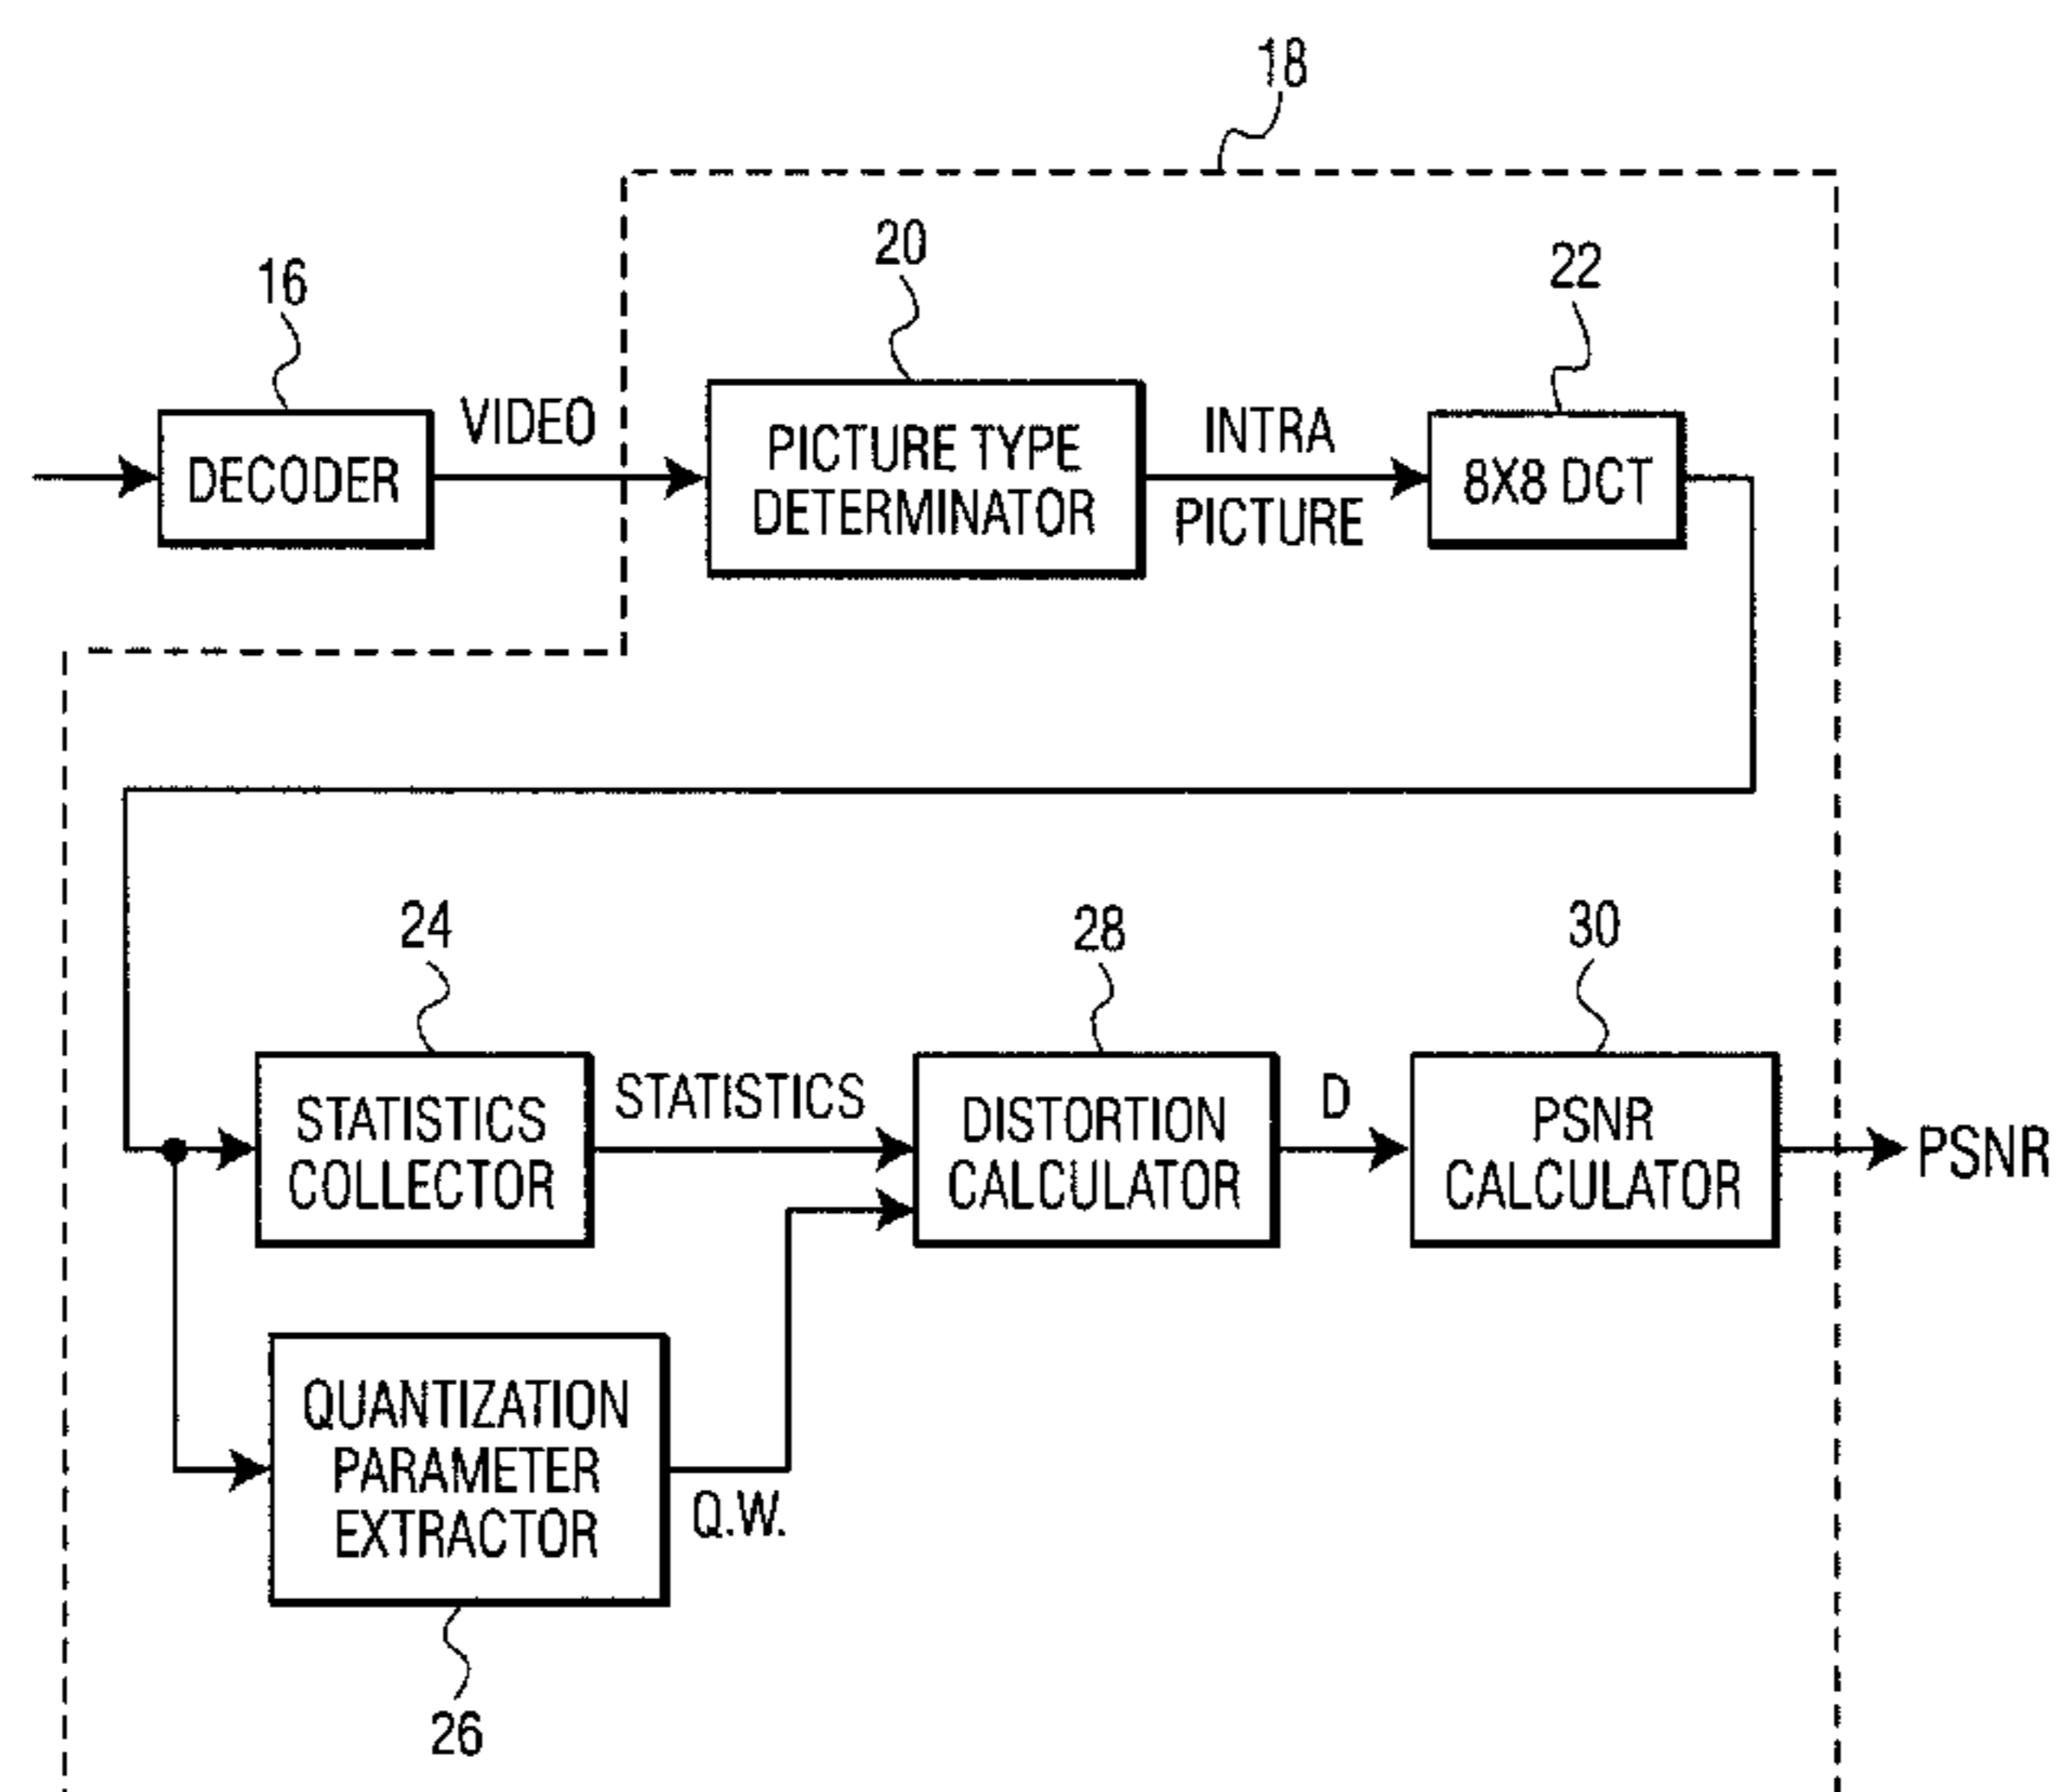 18
20
22
16
VIDEO
INTRA
PICTURE
DECODER
PICTURE TYPE
DETERMINATOR
8X8 DCT
24
28
30
STATISTICS
COLLECTOR
STATISTICS
DISTORTION
CALCULATOR
D
PSNR
CALCULATOR
PSNR
QUANTIZATION
PARAMETER
EXTRACTOR
Q.W.
26